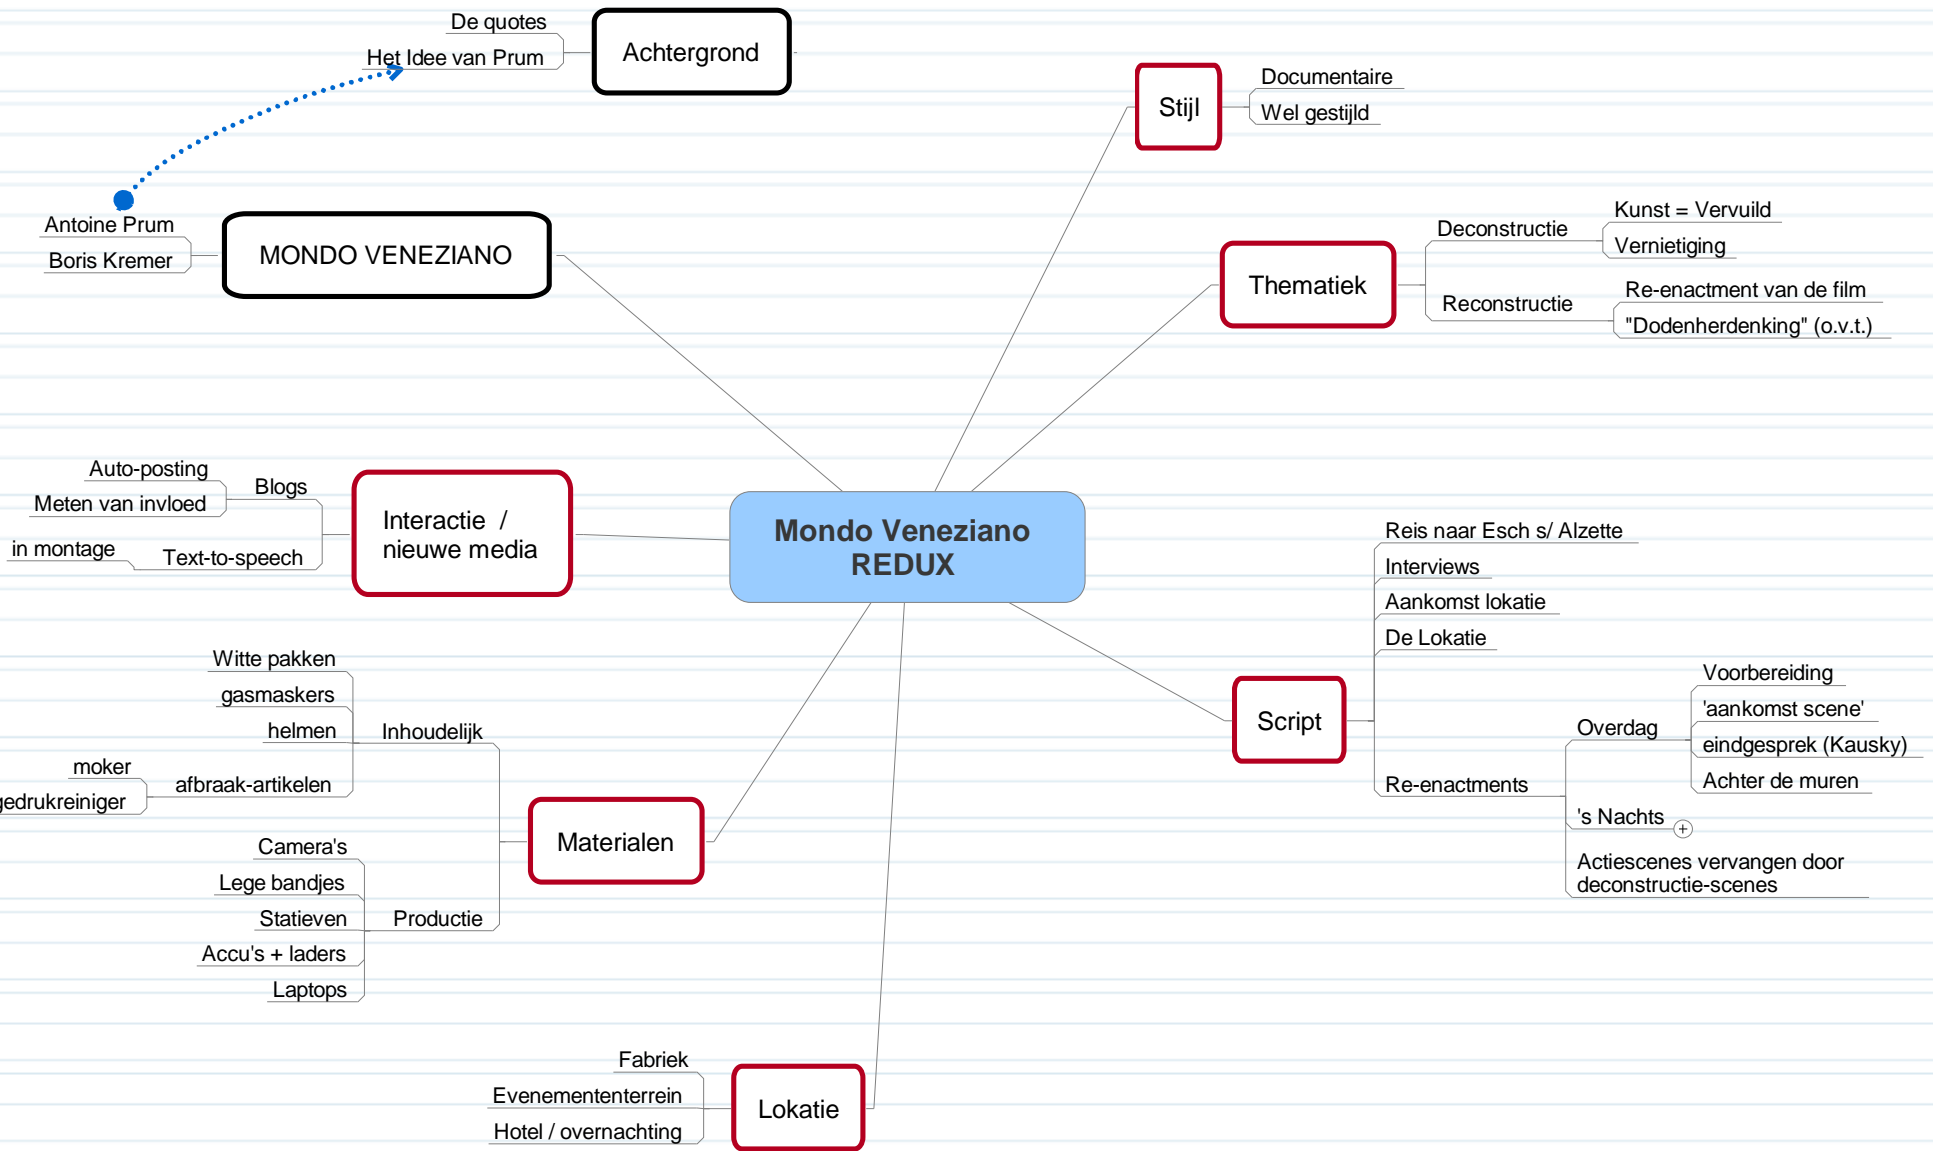 De quotes
Het Idee van Prum
Achtergrond
Antoine Prum
Boris Kremer
MONDO VENEZIANO
Stijl
Documentaire
Wel gestijld
Thematiek
Deconstructie
Kunst = Vervuild
Vernietiging
Reconstructie
Re-enactment van de film
"Dodenherdenking" (o.v.t.)
Auto-posting
Meten van invloed
Blogs
in montage
Text-to-speech
Interactie /
nieuwe media
Mondo Veneziano
REDUX
Witte pakken
gasmaskers
helmen
moker
gedrukreiniger
afbraak-artikelen
Inhoudelijk
Camera's
Lege bandjes
Statieven
Accu's + laders
Laptops
Productie
Materialen
Script
Reis naar Esch s/ Alzette
Interviews
Aankomst lokatie
De Lokatie
Re-enactments
Overdag
Voorbereiding
'aankomst scene'
eindgesprek (Kausky)
Achter de muren
's Nachts
Actiescenes vervangen door
deconstructie-scenes
Fabriek
Evenemententerrein
Hotel / overnachting
Lokatie